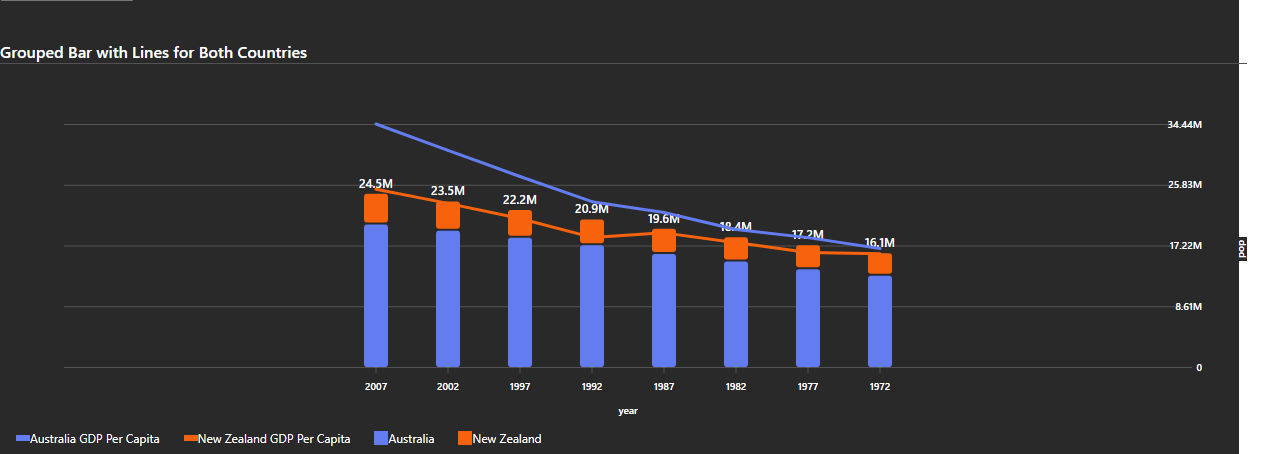 Grouped Bar with Lines for Both Countries
34.44M
25.83M
17.22M
8.61M
0
pop
24.5M
23.5M
22.2M
20.9M
19.6M
18.4M
17.2M
16.1M
2007 2002 1997 1992 1987 1982 1977 1972
year
Australia GDP Per Capita New Zealand GDP Per Capita Australia New Zealand